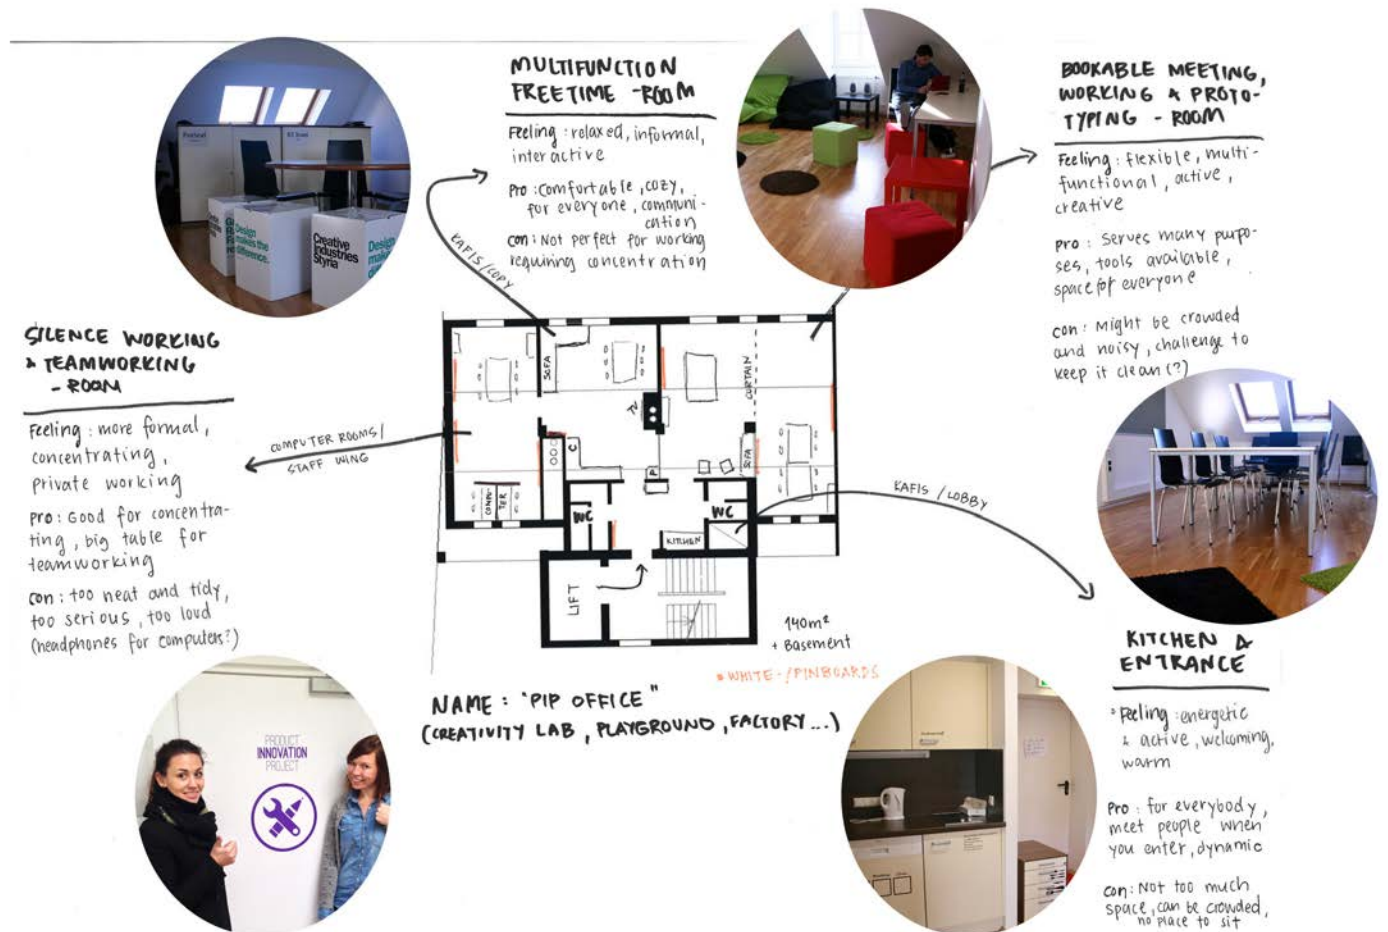 MULTIFUNCTION
FREETIME - ROOM
Feeling : relaxed, informal,
interactive
Pro : comfortable, cozy,
for everyone, communi-
cation
con : Not perfect for working
requiring concentration
BOOKABLE MEETING,
WORKING & PROTO-
TYPING - ROOM
Feeling : flexible, multi-
functional, active,
creative
pro : Serves many purpo-
ses, tools available,
space for everyone
con : Might be crowded
and noisy, challenge to
keep it clean (?)
SILENCE WORKING
& TEAMWORKING
- ROOM
Feeling : more formal,
concentrating,
private working
Pro : Good for concentra-
ting, big table for
teamworking
con : too neat and tidy,
too serious, too loud
(headphones for computers?)
KITCHEN &
ENTRANCE
Feeling : energetic
& active, welcoming,
warm
Pro : for everybody,
meet people when
you enter, dynamic
con : Not too much
space, can be crowded,
no place to sit
KAFIS / COPY
COMPUTER ROOMS /
STAFF WING
KAFIS / LOBBY
SOFA
TV
CURTAIN
SOFA
C
P
COMPU-
TER
WC
WC
KITCHEN
LIFT
140m²
+ Basement
* WHITE- / PINBOARDS
NAME : "PIP OFFICE"
(CREATIVITY LAB, PLAYGROUND, FACTORY ...)
Design
makes the
difference.
Creative
Industries
Styria
Design
PRODUCT
INNOVATION
PROJECT